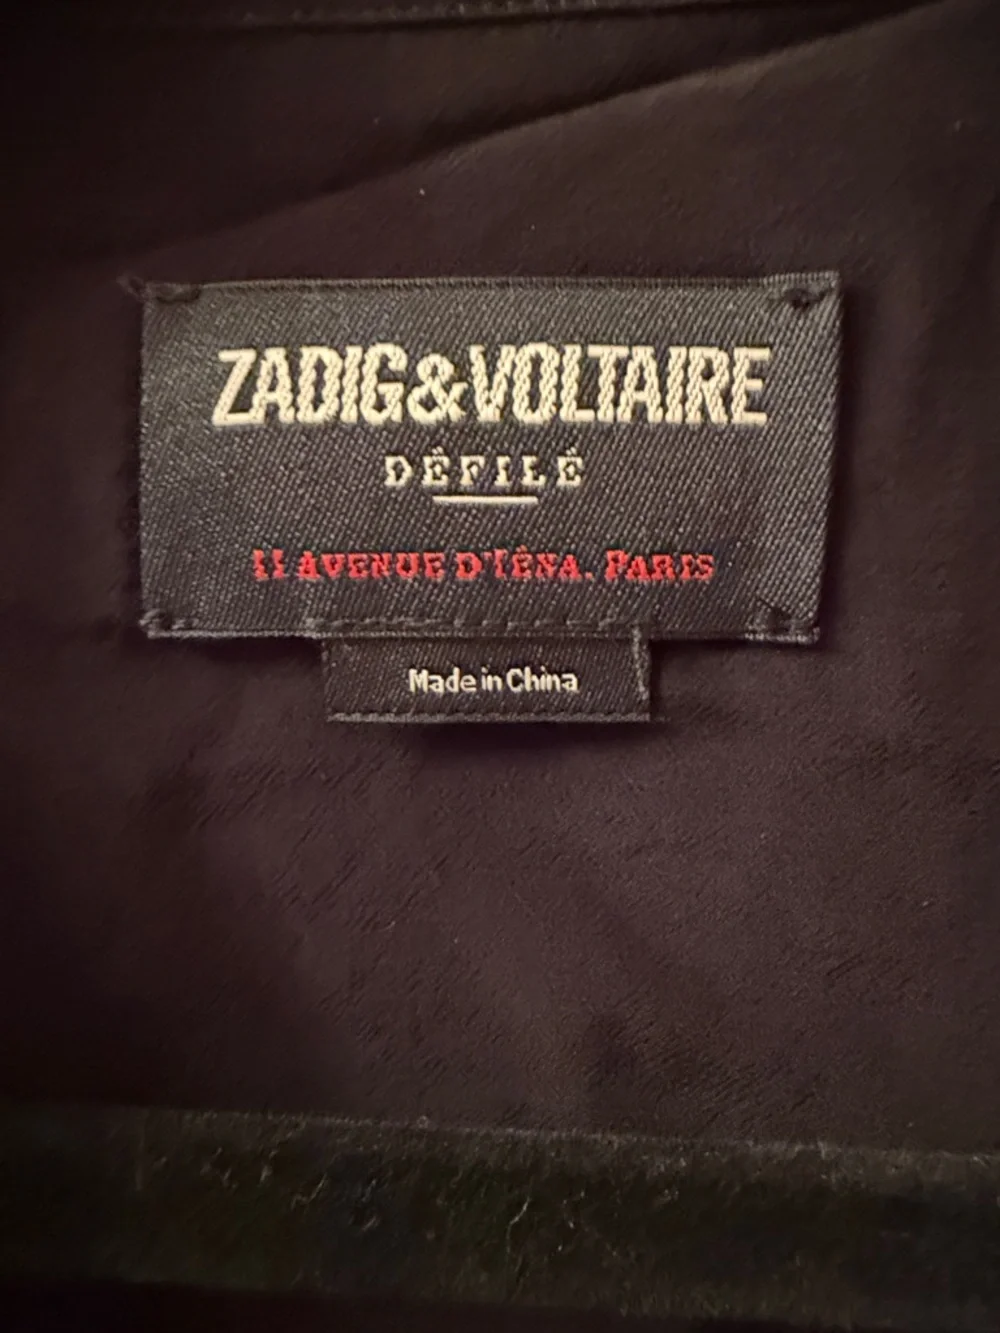 ZADIG&VOLTAIRE
DÉFILÉ
11 AVENUE D'IÉNA. PARIS
Made in China